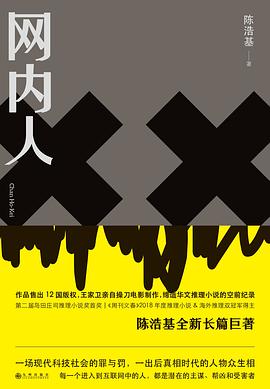 网内人
Chan Ho-Kei
陈浩基
著
作品售出12国版权,王家卫亲自操刀电影制作,缔造华文推理小说的空前纪录
第二届岛田庄司推理小说奖首奖 |《周刊文春》2018年度推理小说&海外推理双冠军得主
陈浩基全新长篇巨著
一场现代科技社会的罪与罚,一出后真相时代的人物众生相
每一个进入到互联网中的人,都是潜在的主谋、帮凶和受害者